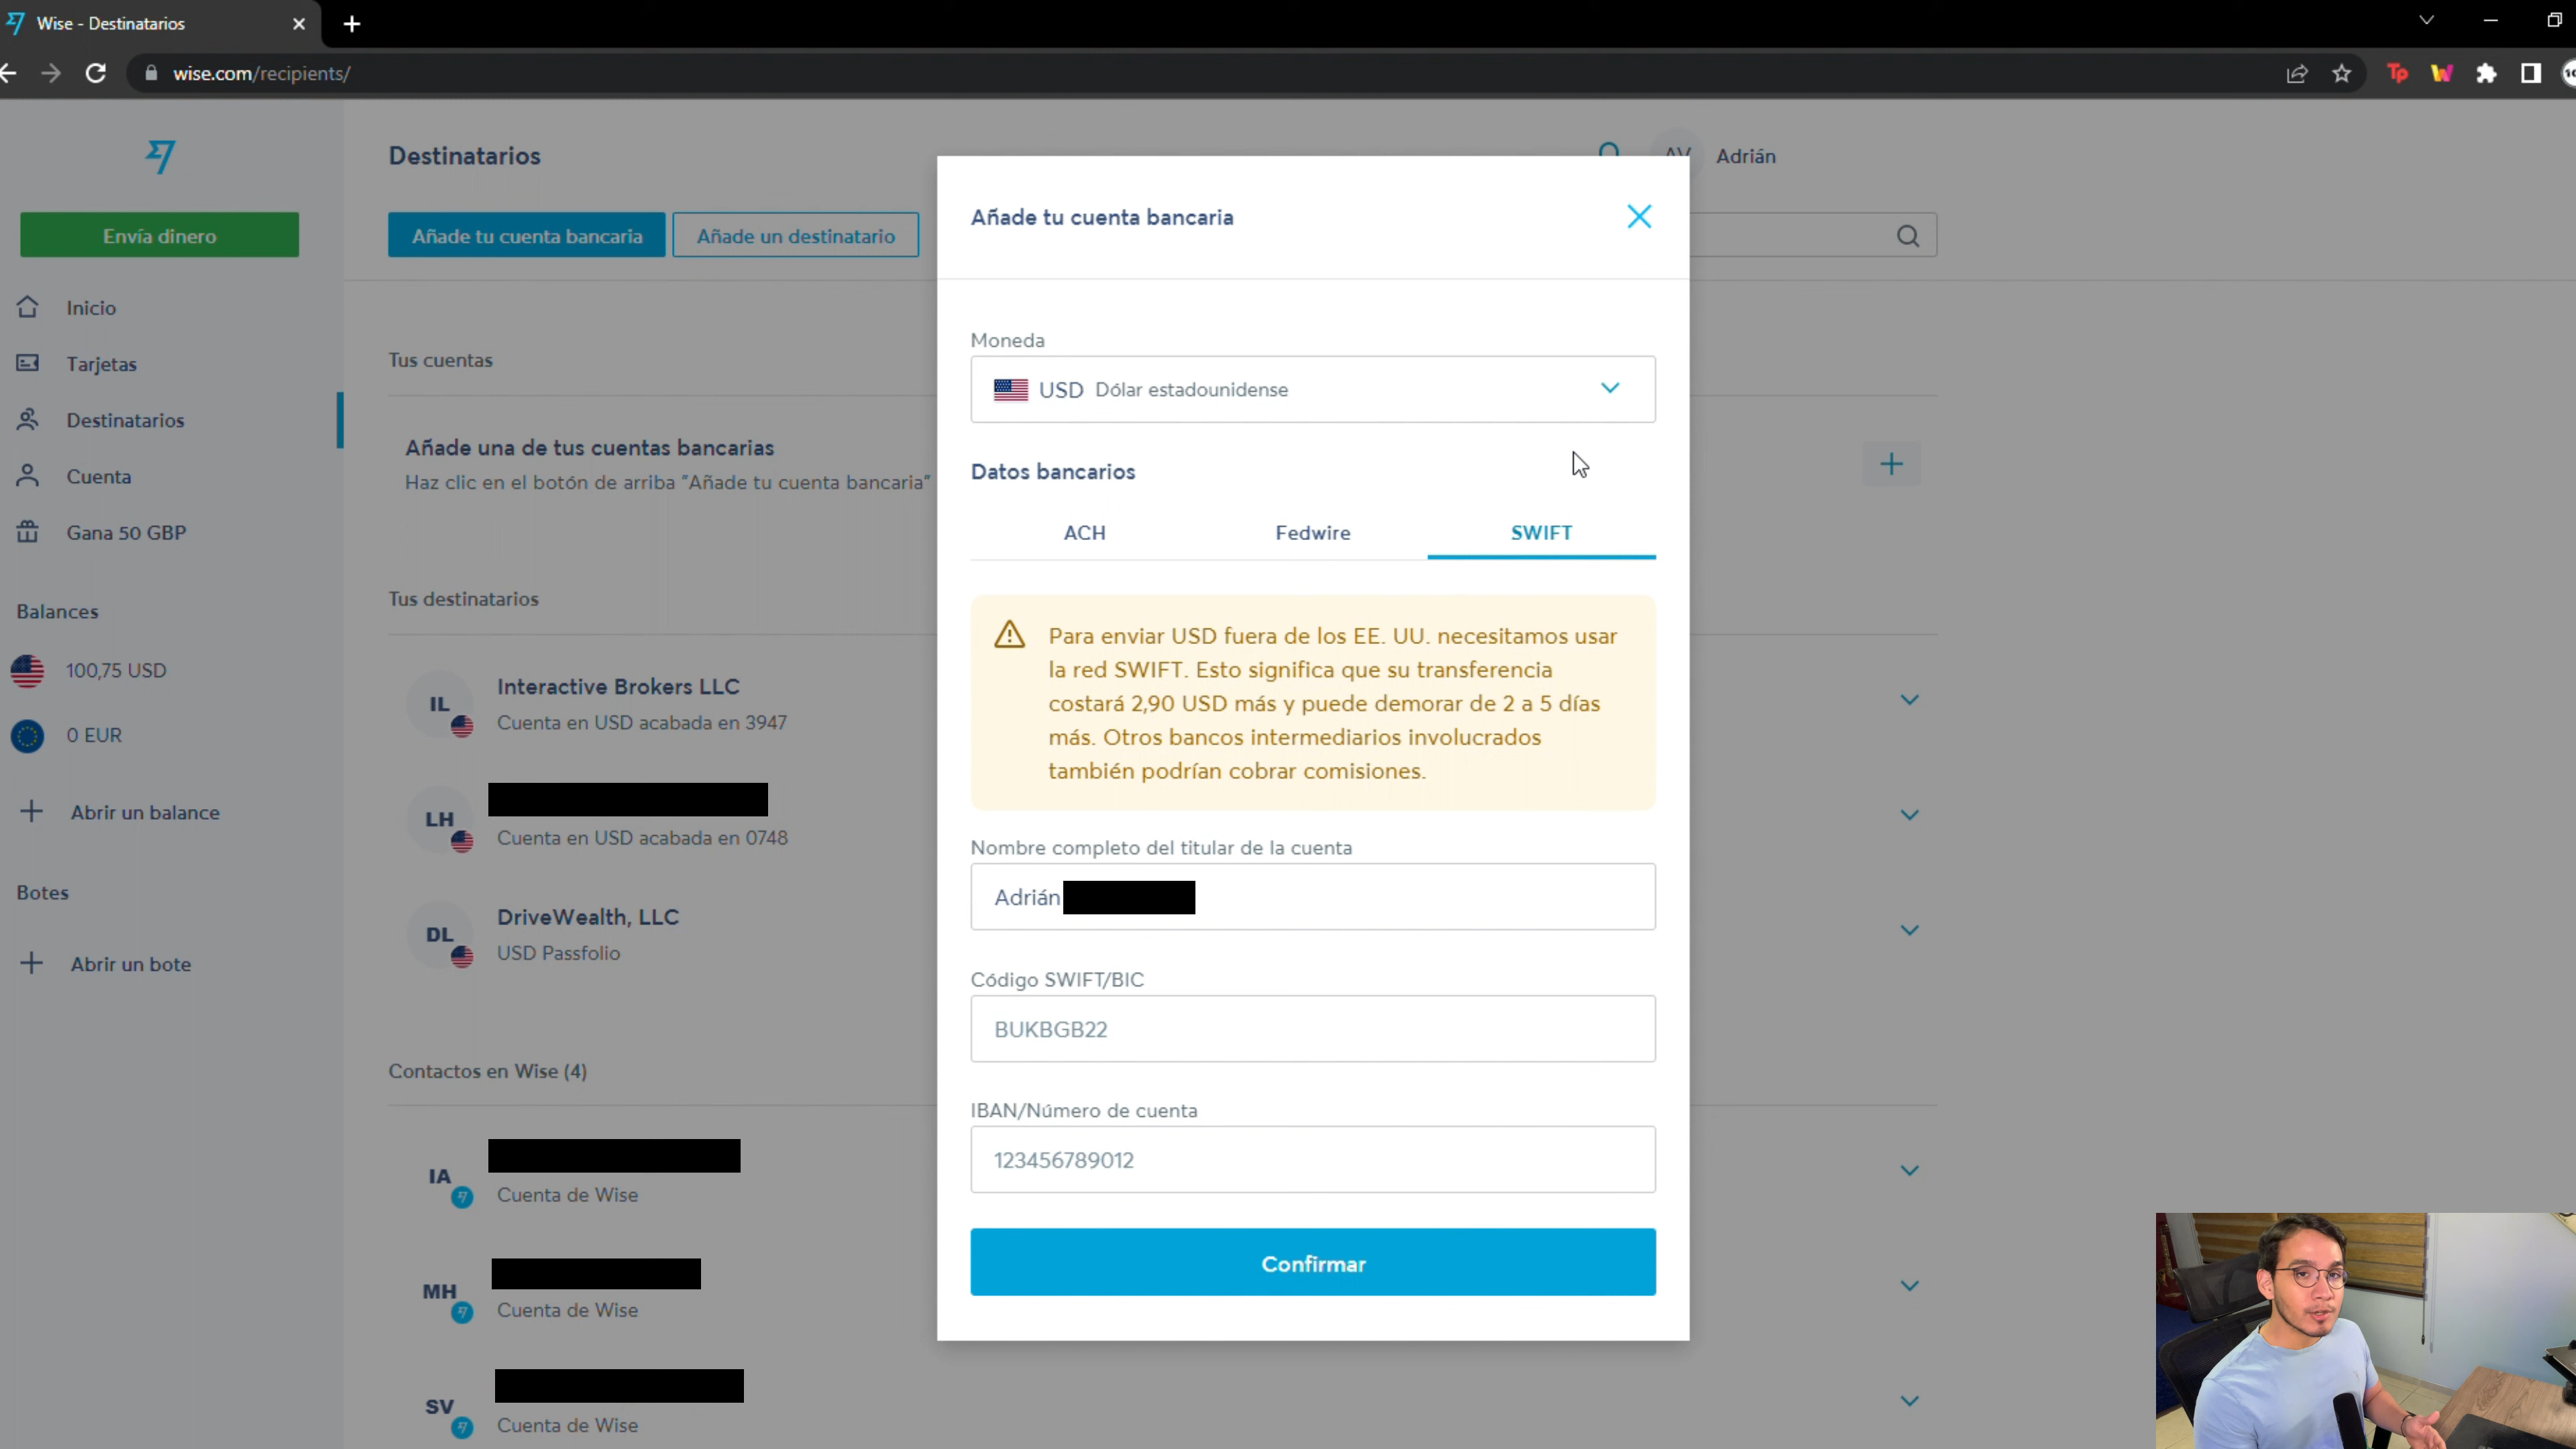 Wise - Destinatarios
wise.com/recipients/
Tp
W
Destinatarios
AV
Adrián
Envía dinero
Añade tu cuenta bancaria
Añade un destinatario
Inicio
Tarjetas
Destinatarios
Cuenta
Gana 50 GBP
Balances
100,75 USD
0 EUR
Abrir un balance
Botes
Abrir un bote
Tus cuentas
Añade una de tus cuentas bancarias
Haz clic en el botón de arriba "Añade tu cuenta bancaria"
Tus destinatarios
IL
Interactive Brokers LLC
Cuenta en USD acabada en 3947
LH
Cuenta en USD acabada en 0748
DL
DriveWealth, LLC
USD Passfolio
Contactos en Wise (4)
IA
Cuenta de Wise
MH
Cuenta de Wise
SV
Cuenta de Wise
Añade tu cuenta bancaria
Moneda
USD Dólar estadounidense
Datos bancarios
ACH
Fedwire
SWIFT
Para enviar USD fuera de los EE. UU. necesitamos usar
la red SWIFT. Esto significa que su transferencia
costará 2,90 USD más y puede demorar de 2 a 5 días
más. Otros bancos intermediarios involucrados
también podrían cobrar comisiones.
Nombre completo del titular de la cuenta
Adrián
Código SWIFT/BIC
BUKBGB22
IBAN/Número de cuenta
123456789012
Confirmar